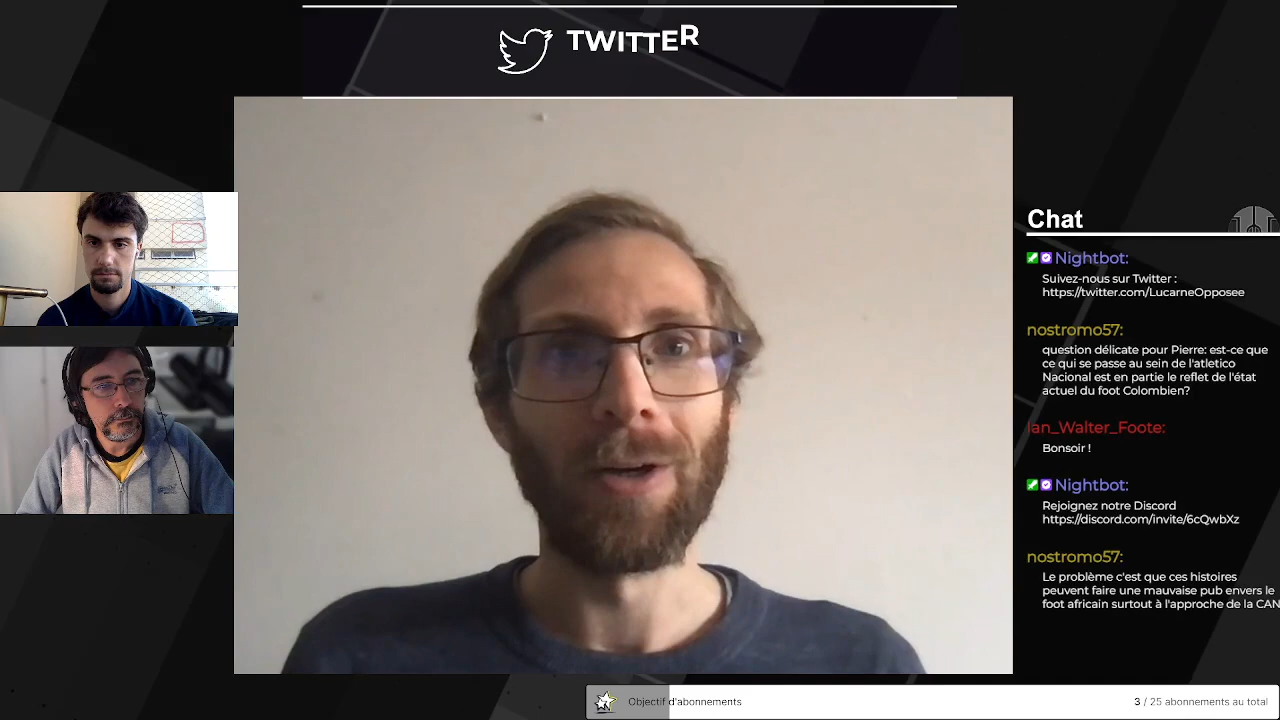 TWITTER
Chat
Nightbot:
Suivez-nous sur Twitter :
https://twitter.com/LucarneOpposee
nostromo57:
question délicate pour Pierre: est-ce que
ce qui se passe au sein de l'atletico
Nacional est en partie le reflet de l'état
actuel du foot Colombien?
Ian_Walter_Foote:
Bonsoir !
Nightbot:
Rejoignez notre Discord
https://discord.com/invite/6cQwbXz
nostromo57:
Le problème c'est que ces histoires
peuvent faire une mauvaise pub envers le
foot africain surtout à l'approche de la CAN
Objectif d'abonnements
3 / 25 abonnements au total